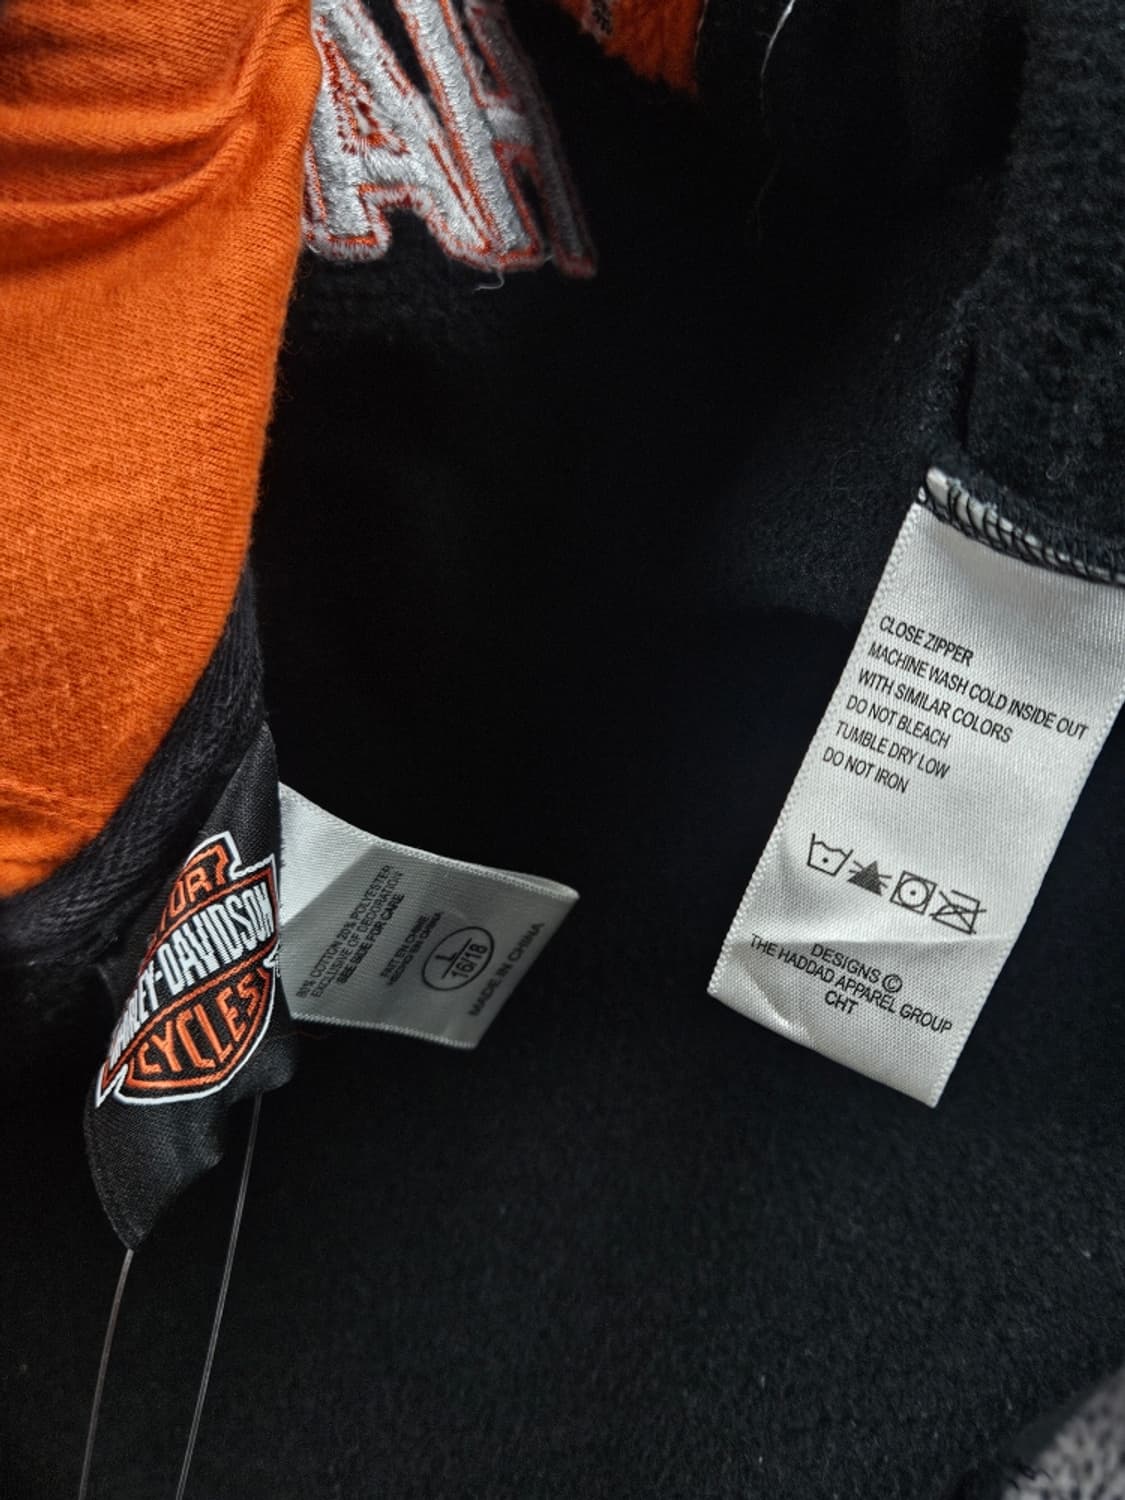 AH
TOR
HARLEY-DAVIDSON
CYCLES
80% COTTON 20% POLYESTER
EXCLUSIVE OF DECORATION
SEE SIDE FOR CARE
L
16/18
MADE IN CHINA
CLOSE ZIPPER
MACHINE WASH COLD INSIDE OUT
WITH SIMILAR COLORS
DO NOT BLEACH
TUMBLE DRY LOW
DO NOT IRON
DESIGNS ©
THE HADDAD APPAREL GROUP
CHT